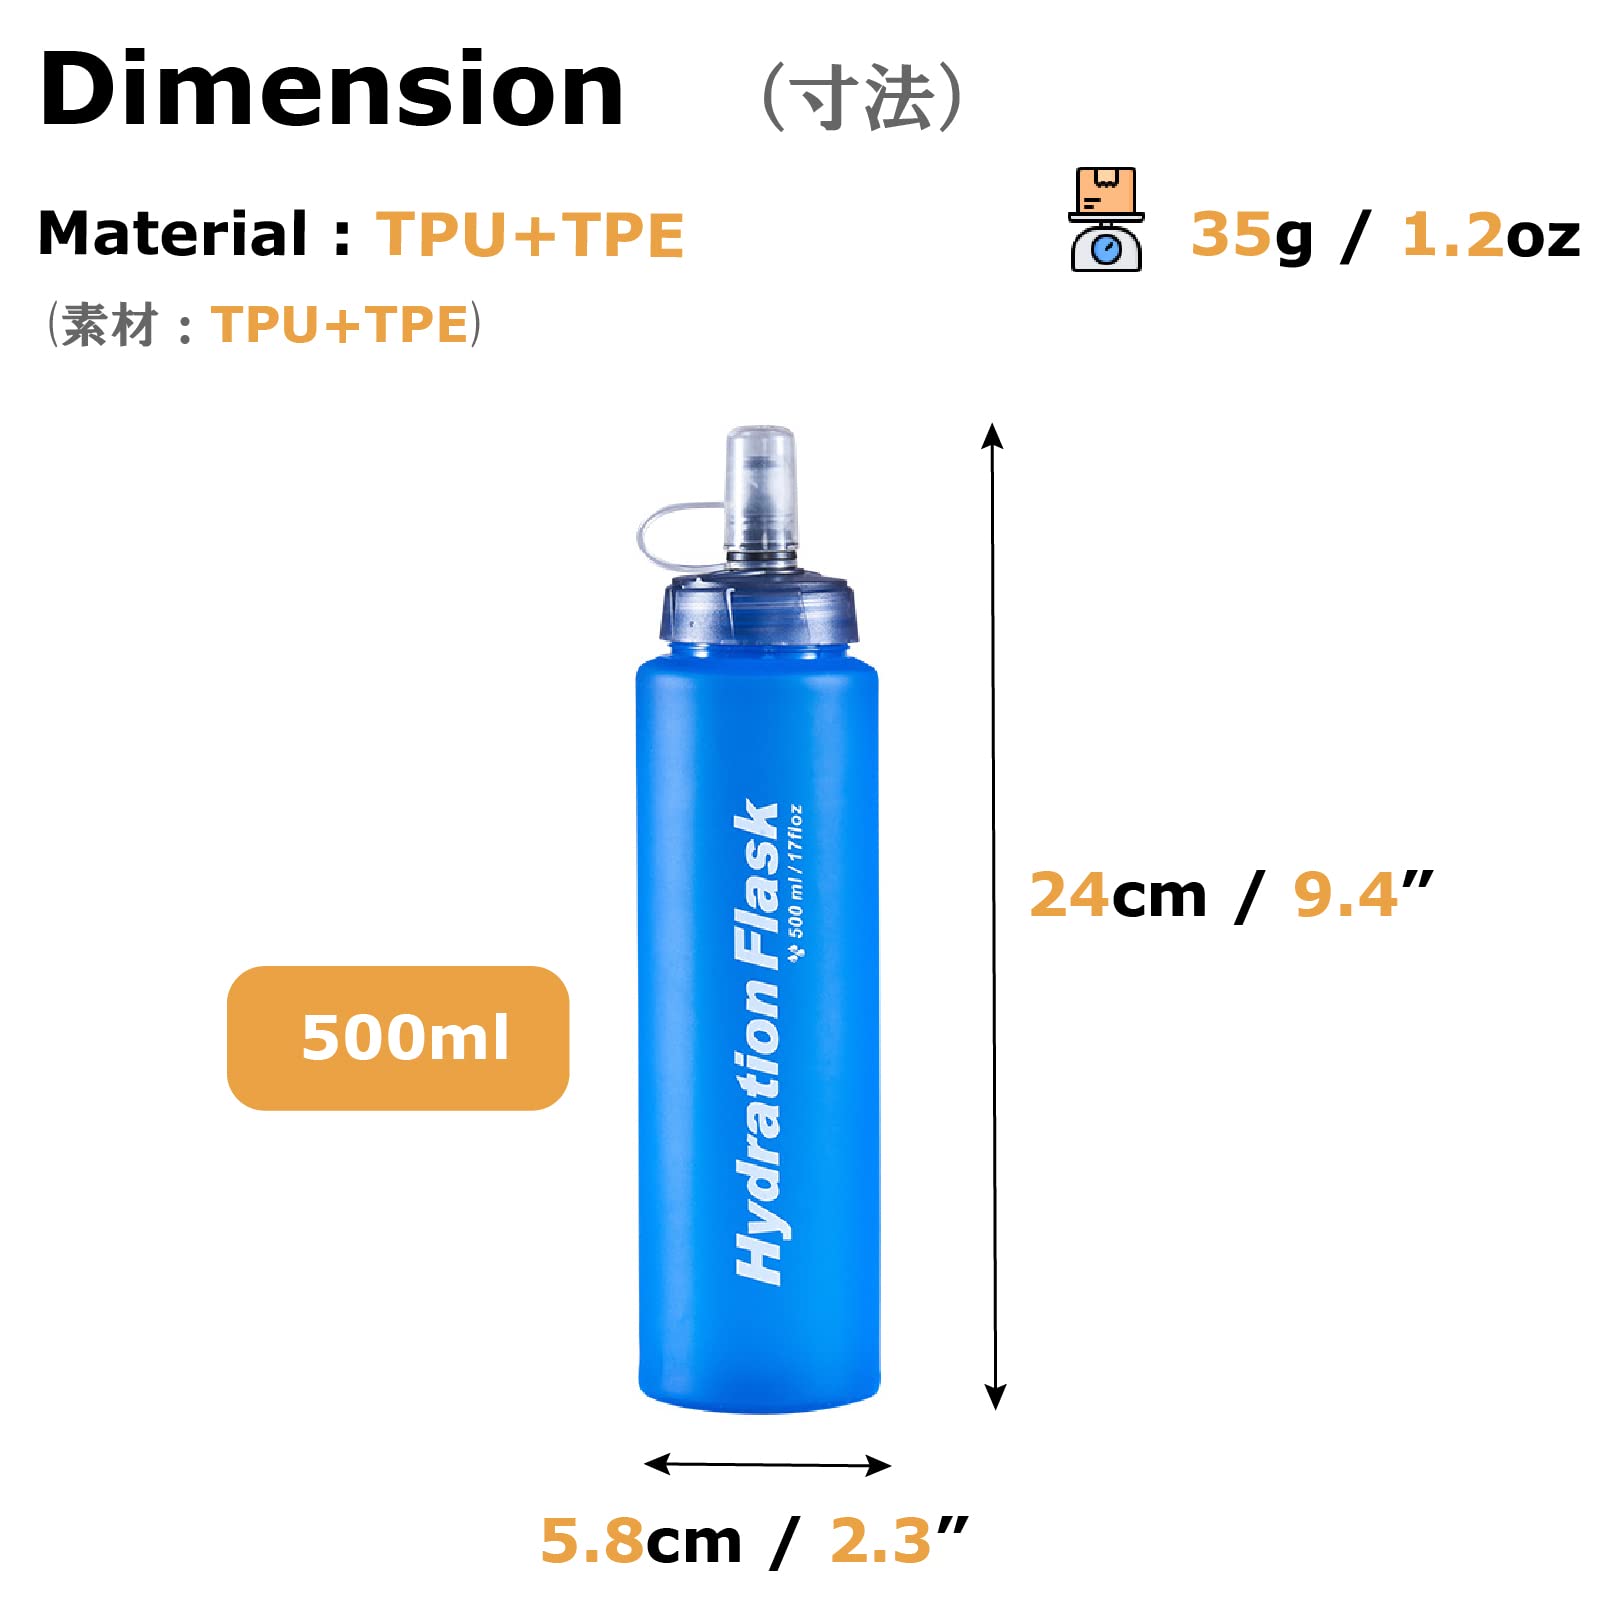 Dimension (寸法)
Material : TPU+TPE
35g / 1.2oz
(素材 : TPU+TPE)
Hydration Flask
500 ml / 17floz
24cm / 9.4″
500ml
5.8cm / 2.3″